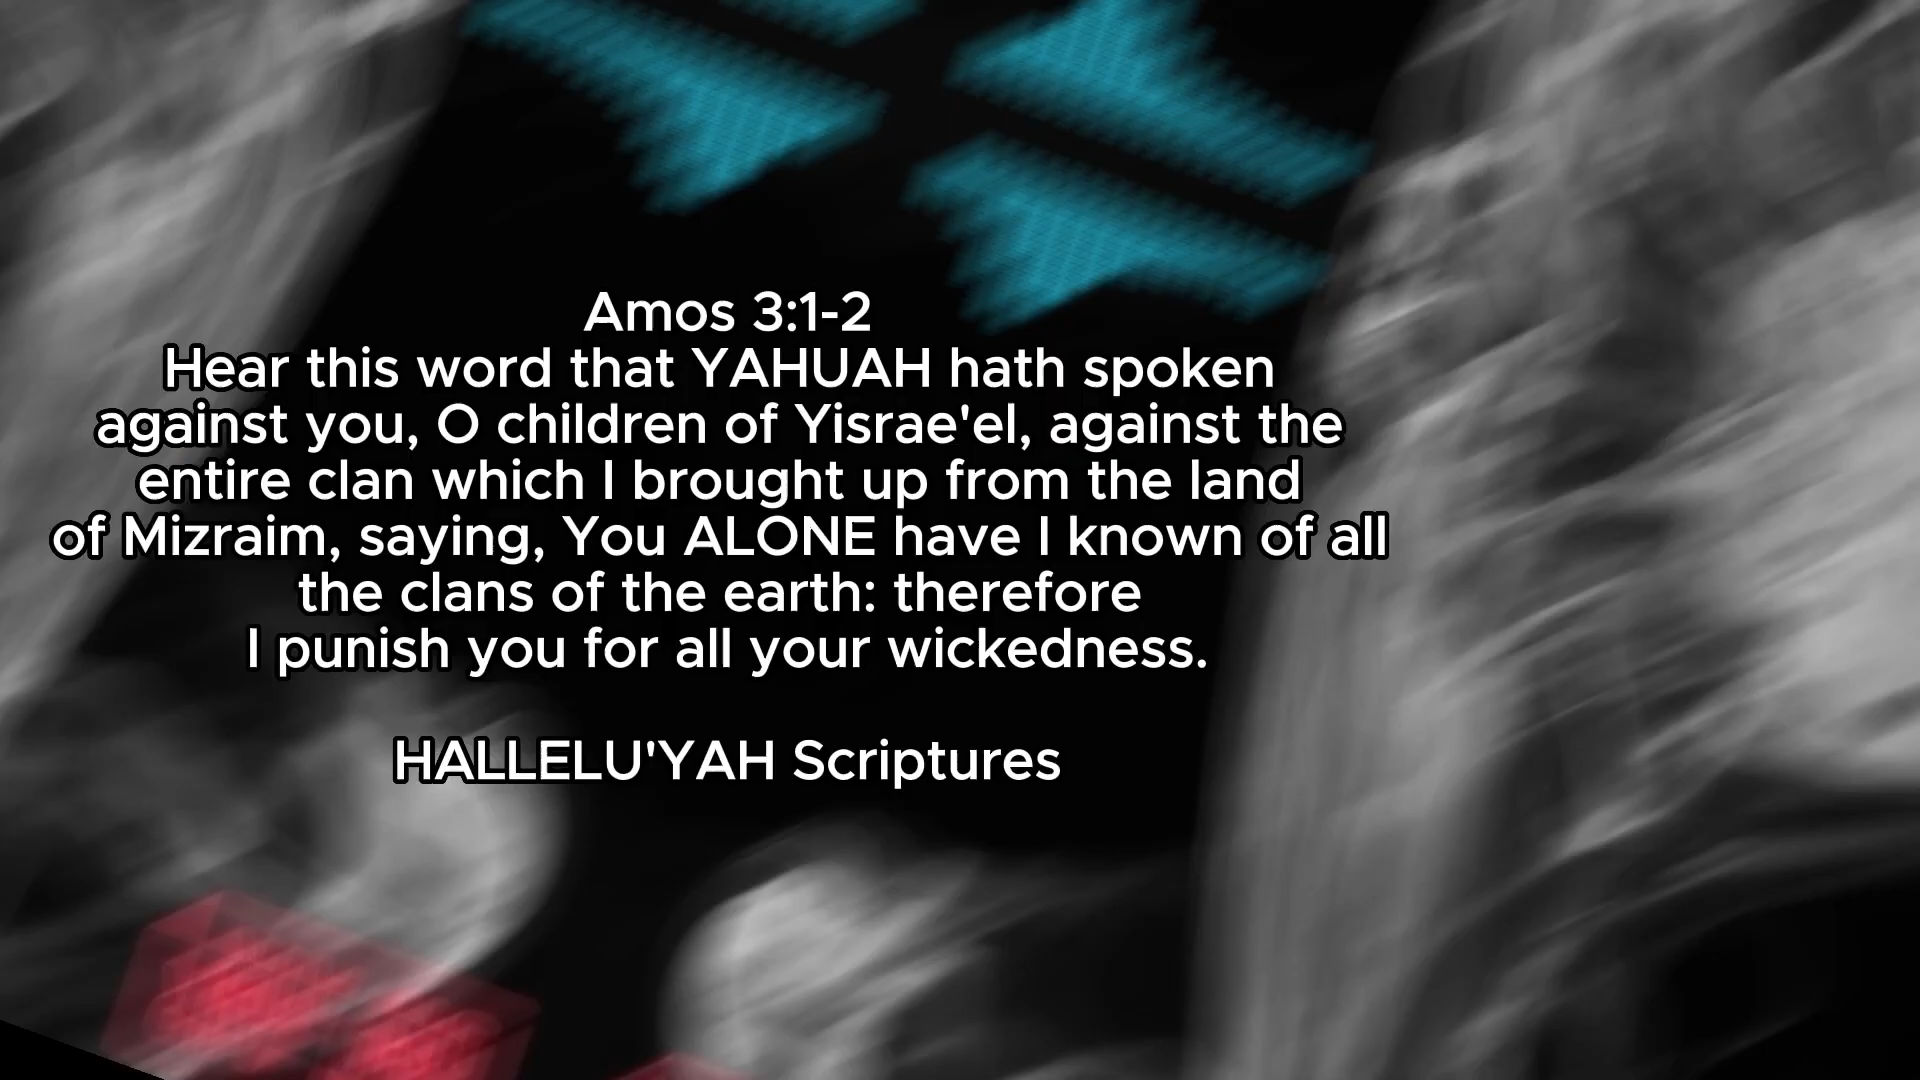 Amos 3:1-2
Hear this word that YAHUAH hath spoken
against you, O children of Yisrae'el, against the
entire clan which I brought up from the land
of Mizraim, saying, You ALONE have I known of all
the clans of the earth: therefore
I punish you for all your wickedness.
HALLELU'YAH Scriptures